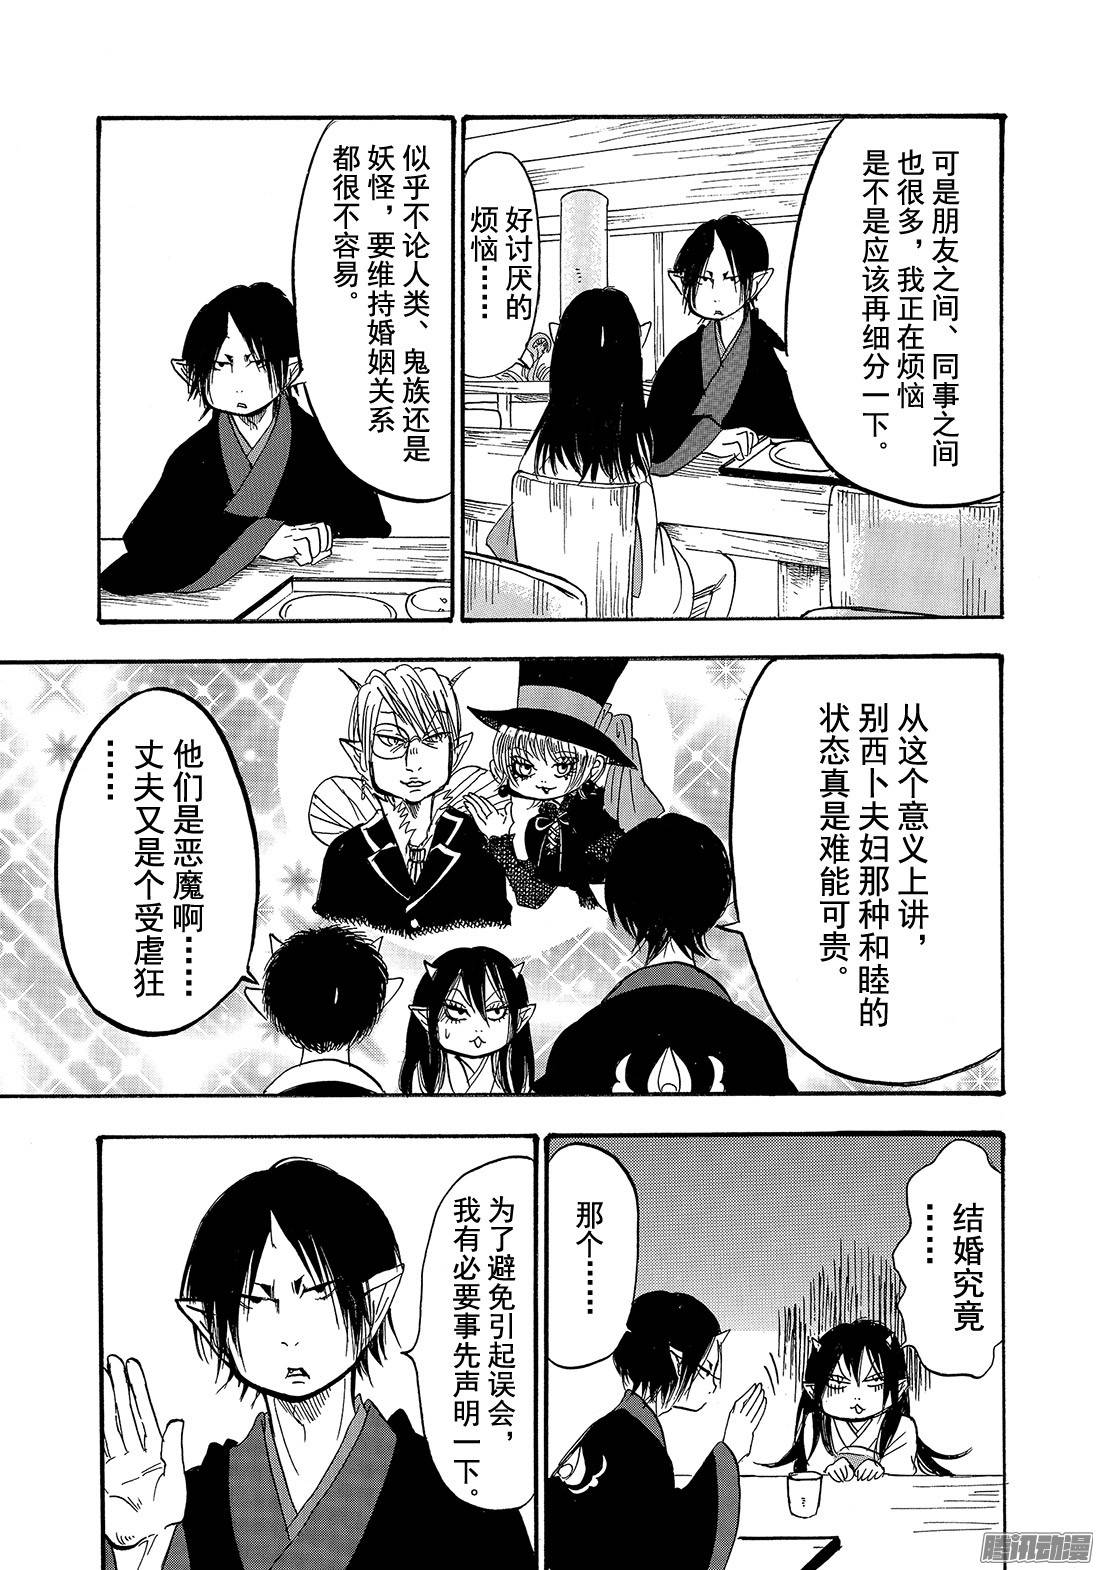 可是朋友之间、同事之间
也很多，我正在烦恼
是不是应该再细分一下。
好讨厌的
烦恼……
似乎不论人类、鬼族还是
妖怪，要维持婚姻关系
都很不容易。
从这个意义上讲，
别西卜夫妇那种和睦的
状态真是难能可贵。
他们是恶魔啊……
丈夫又是个受虐狂
……
结婚究竟
……
那个……
为了避免引起误会，
我有必要事先声明一下。
腾讯动漫